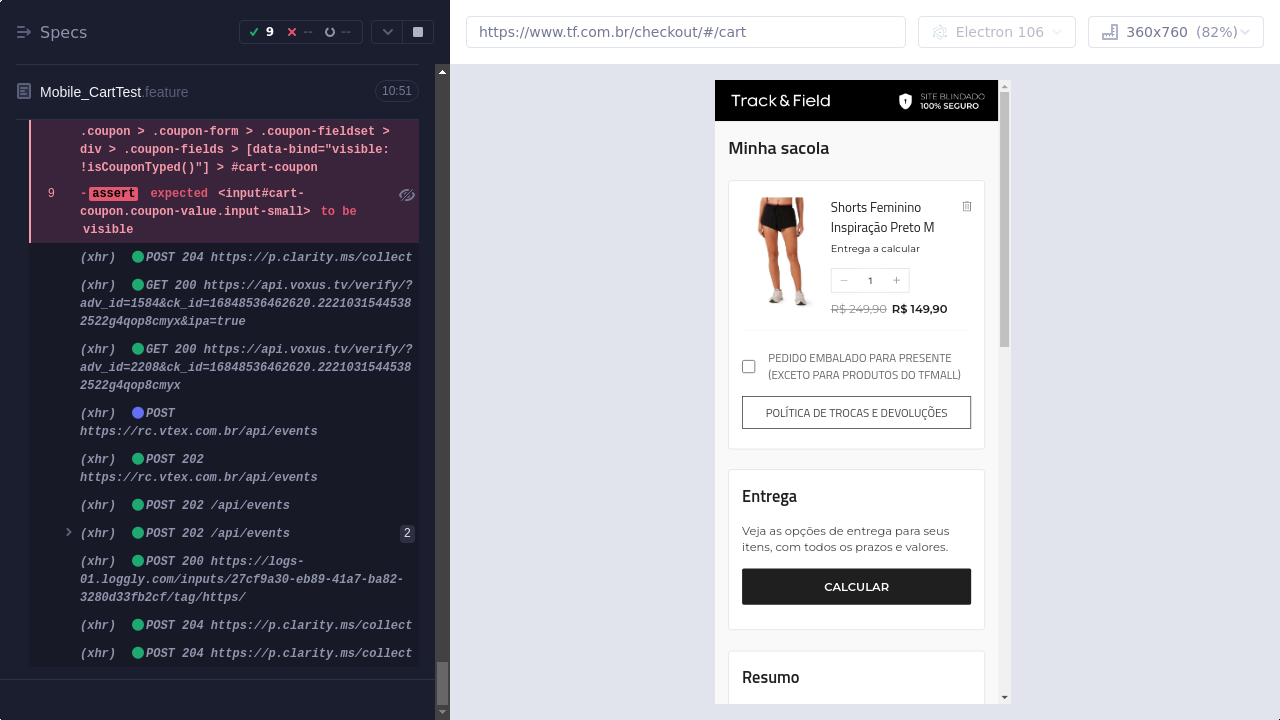 Specs
9
--
--
https://www.tf.com.br/checkout/#/cart
Electron 106
360x760 (82%)
Mobile_CartTest.feature
10:51
.coupon > .coupon-form > .coupon-fieldset >
div > .coupon-fields > [data-bind="visible:
!isCouponTyped()"] > #cart-coupon
9 -assert expected <input#cart-
coupon.coupon-value.input-small> to be
visible
(xhr) POST 204 https://p.clarity.ms/collect
(xhr) GET 200 https://api.voxus.tv/verify/?
adv_id=1584&ck_id=16848536462620.2221031544538
2522g4qop8cmyx&ipa=true
(xhr) GET 200 https://api.voxus.tv/verify/?
adv_id=2208&ck_id=16848536462620.2221031544538
2522g4qop8cmyx
(xhr) POST
https://rc.vtex.com.br/api/events
(xhr) POST 202
https://rc.vtex.com.br/api/events
(xhr) POST 202 /api/events
(xhr) POST 202 /api/events
2
(xhr) POST 200 https://logs-
01.loggly.com/inputs/27cf9a30-eb89-41a7-ba82-
3280d33fb2cf/tag/https/
(xhr) POST 204 https://p.clarity.ms/collect
(xhr) POST 204 https://p.clarity.ms/collect
Track&Field
SITE BLINDADO
100% SEGURO
Minha sacola
Shorts Feminino
Inspiração Preto M
Entrega a calcular
− 1 +
R$ 249,90 R$ 149,90
PEDIDO EMBALADO PARA PRESENTE
(EXCETO PARA PRODUTOS DO TFMALL)
POLÍTICA DE TROCAS E DEVOLUÇÕES
Entrega
Veja as opções de entrega para seus
itens, com todos os prazos e valores.
CALCULAR
Resumo